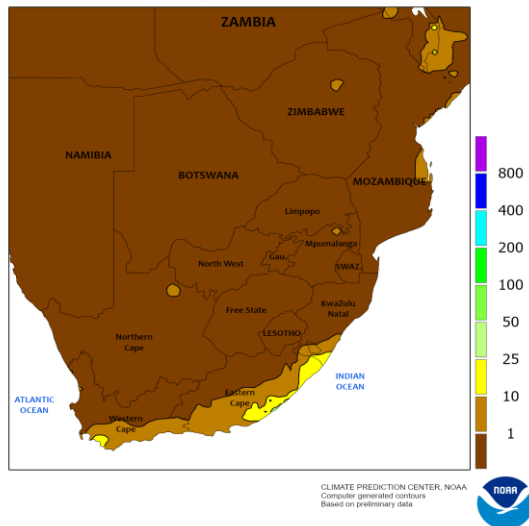 ZAMBIA
ZIMBABWE
NAMIBIA
BOTSWANA
MOZAMBIQUE
Limpopo
Mpumalanga
Gau.
North West
SWAZ.
Free State
KwaZulu
Natal
LESOTHO
Northern
Cape
Eastern
Cape
Western
Cape
ATLANTIC
OCEAN
INDIAN
OCEAN
800
400
200
100
50
25
10
1
CLIMATE PREDICTION CENTER, NOAA
Computer generated contours
Based on preliminary data
NOAA